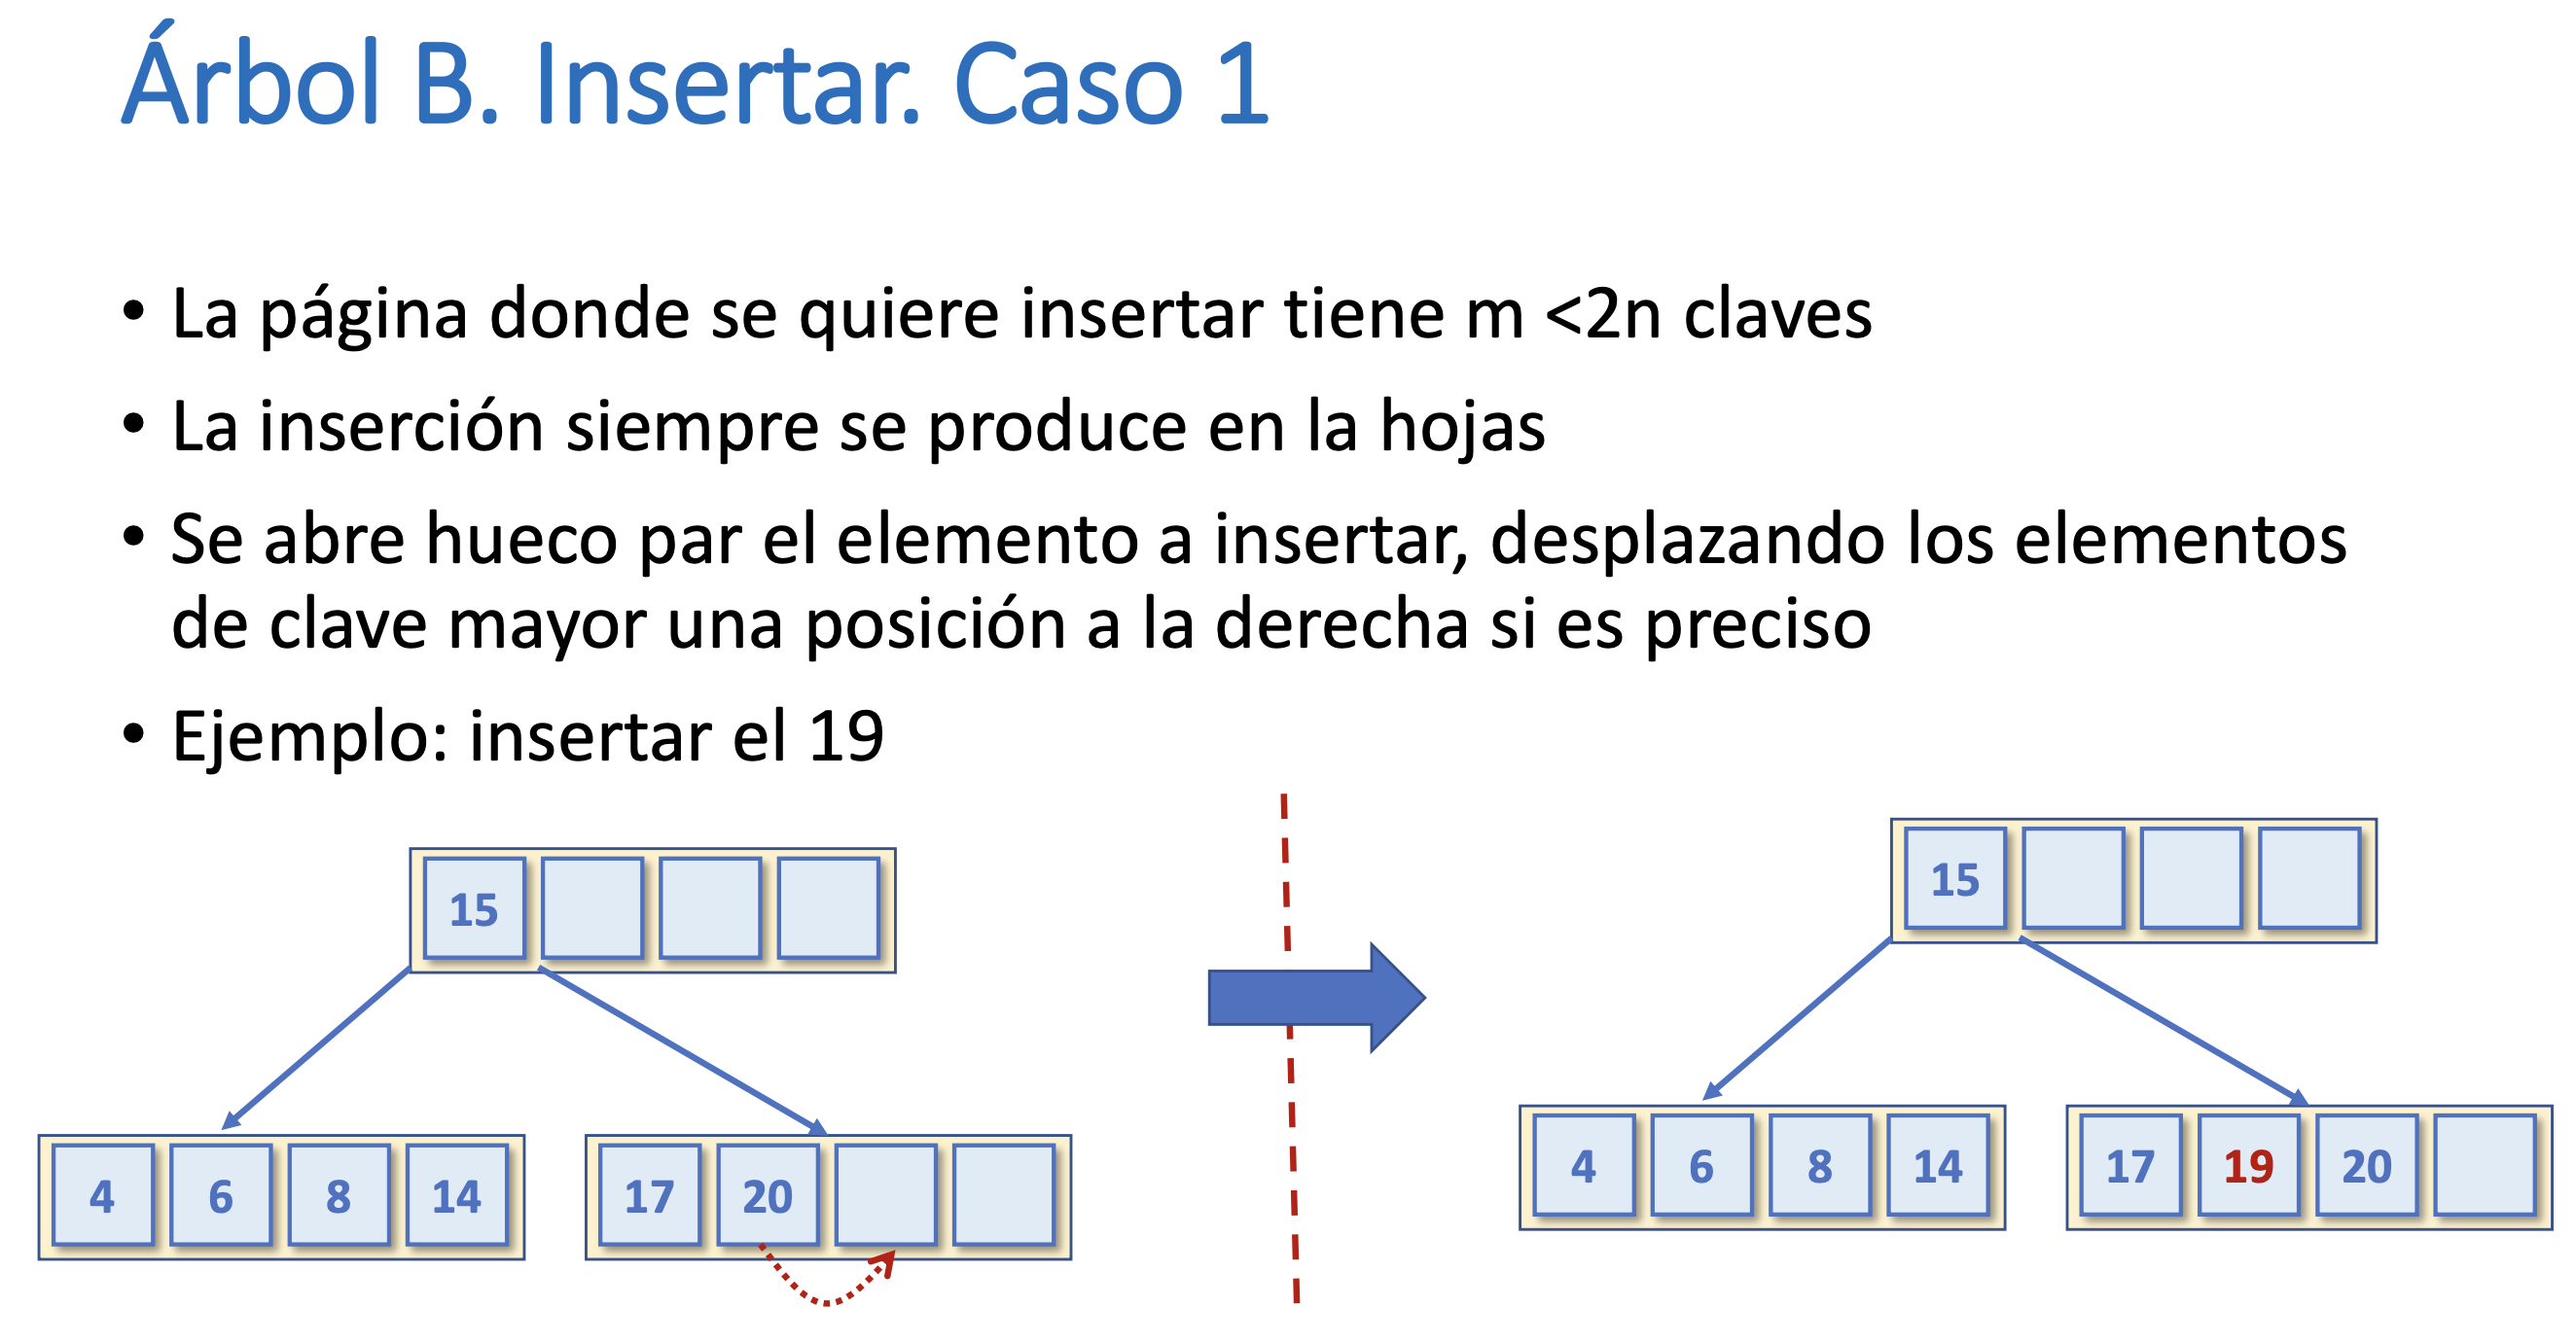 Árbol B. Insertar. Caso 1
• La página donde se quiere insertar tiene m <2n claves
• La inserción siempre se produce en la hojas
• Se abre hueco par el elemento a insertar, desplazando los elementos
de clave mayor una posición a la derecha si es preciso
• Ejemplo: insertar el 19
15
4 6 8 14
17 20
15
4 6 8 14
17 19 20